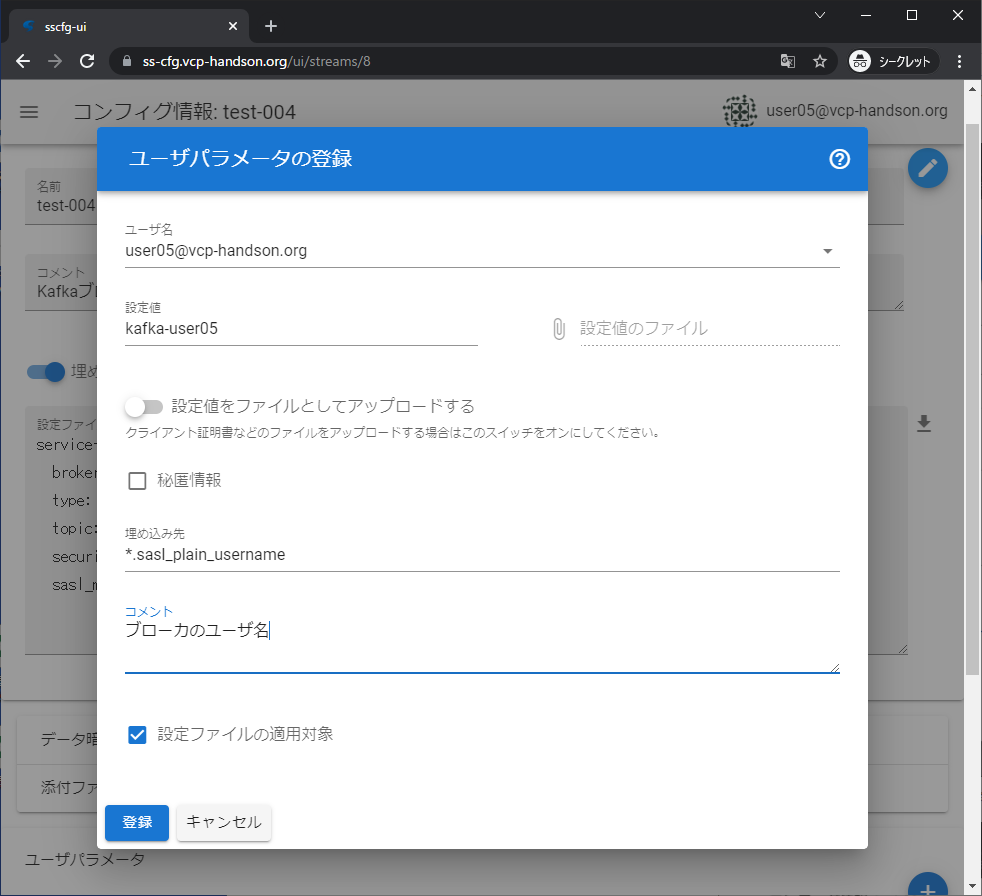 sscfg-ui
ss-cfg.vcp-handson.org/ui/streams/8
シークレット
コンフィグ情報: test-004
user05@vcp-handson.org
ユーザパラメータの登録
名前
test-004
コメント
Kafkaブロ
埋め
設定ファイ
service-
broker
type:
topic:
securi
sasl_m
ユーザ名
user05@vcp-handson.org
設定値
kafka-user05
設定値のファイル
設定値をファイルとしてアップロードする
クライアント証明書などのファイルをアップロードする場合はこのスイッチをオンにしてください。
秘匿情報
埋め込み先
*.sasl_plain_username
コメント
ブローカのユーザ名
設定ファイルの適用対象
登録
キャンセル
データ暗
添付ファ
ユーザパラメータ